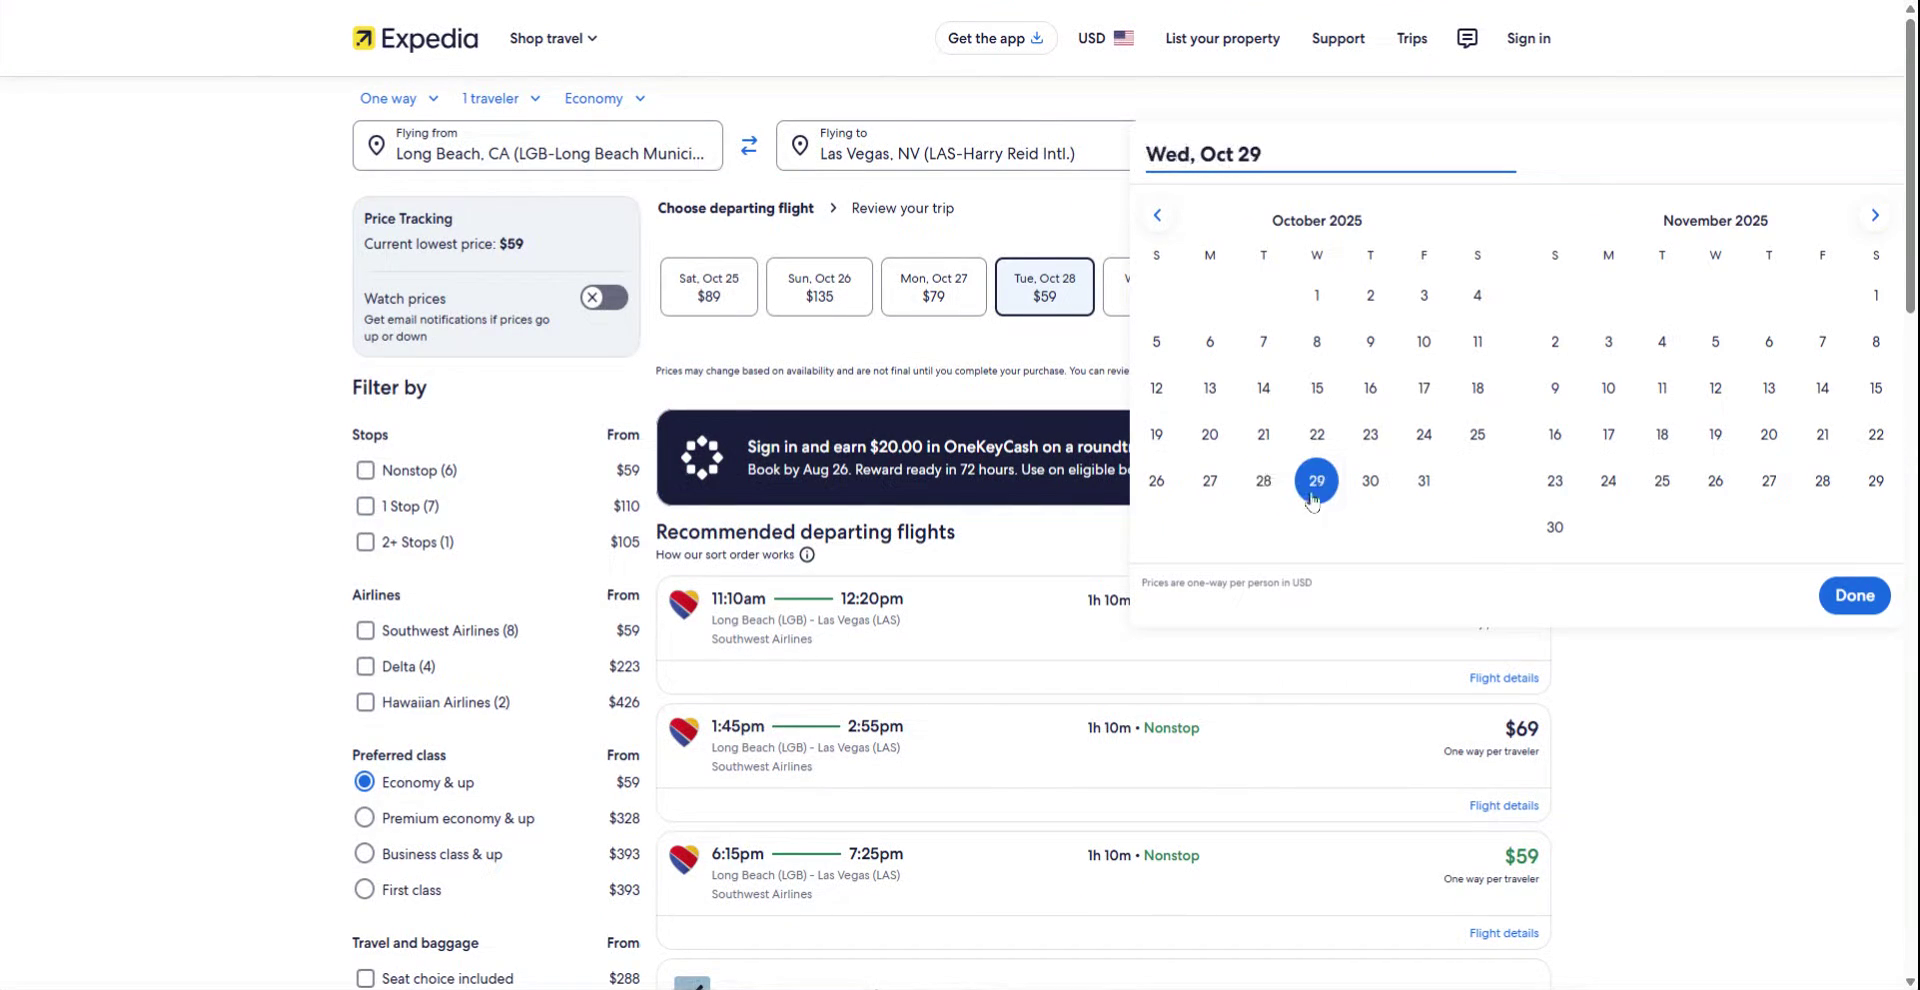 Expedia
Shop travel
Get the app
USD
List your property
Support
Trips
Sign in
One way
1 traveler
Economy
Flying from
Long Beach, CA (LGB-Long Beach Munici...
Flying to
Las Vegas, NV (LAS-Harry Reid Intl.)
Wed, Oct 29
October 2025
S M T W T F S
1 2 3 4
5 6 7 8 9 10 11
12 13 14 15 16 17 18
19 20 21 22 23 24 25
26 27 28 29 30 31
November 2025
S M T W T F S
1
2 3 4 5 6 7 8
9 10 11 12 13 14 15
16 17 18 19 20 21 22
23 24 25 26 27 28 29
30
Prices are one-way per person in USD
Done
Price Tracking
Current lowest price: $59
Watch prices
Get email notifications if prices go
up or down
Choose departing flight > Review your trip
Sat, Oct 25
$89
Sun, Oct 26
$135
Mon, Oct 27
$79
Tue, Oct 28
$59
Prices may change based on availability and are not final until you complete your purchase. You can revie
Sign in and earn $20.00 in OneKeyCash on a roundt
Book by Aug 26. Reward ready in 72 hours. Use on eligible b
Filter by
Stops From
Nonstop (6) $59
1 Stop (7) $110
2+ Stops (1) $105
Airlines From
Southwest Airlines (8) $59
Delta (4) $223
Hawaiian Airlines (2) $426
Preferred class From
Economy & up $59
Premium economy & up $328
Business class & up $393
First class $393
Travel and baggage From
Seat choice included $288
Recommended departing flights
How our sort order works
11:10am 12:20pm
Long Beach (LGB) - Las Vegas (LAS)
Southwest Airlines
1h 10m
Flight details
1:45pm 2:55pm
Long Beach (LGB) - Las Vegas (LAS)
Southwest Airlines
1h 10m • Nonstop
$69
One way per traveler
Flight details
6:15pm 7:25pm
Long Beach (LGB) - Las Vegas (LAS)
Southwest Airlines
1h 10m • Nonstop
$59
One way per traveler
Flight details